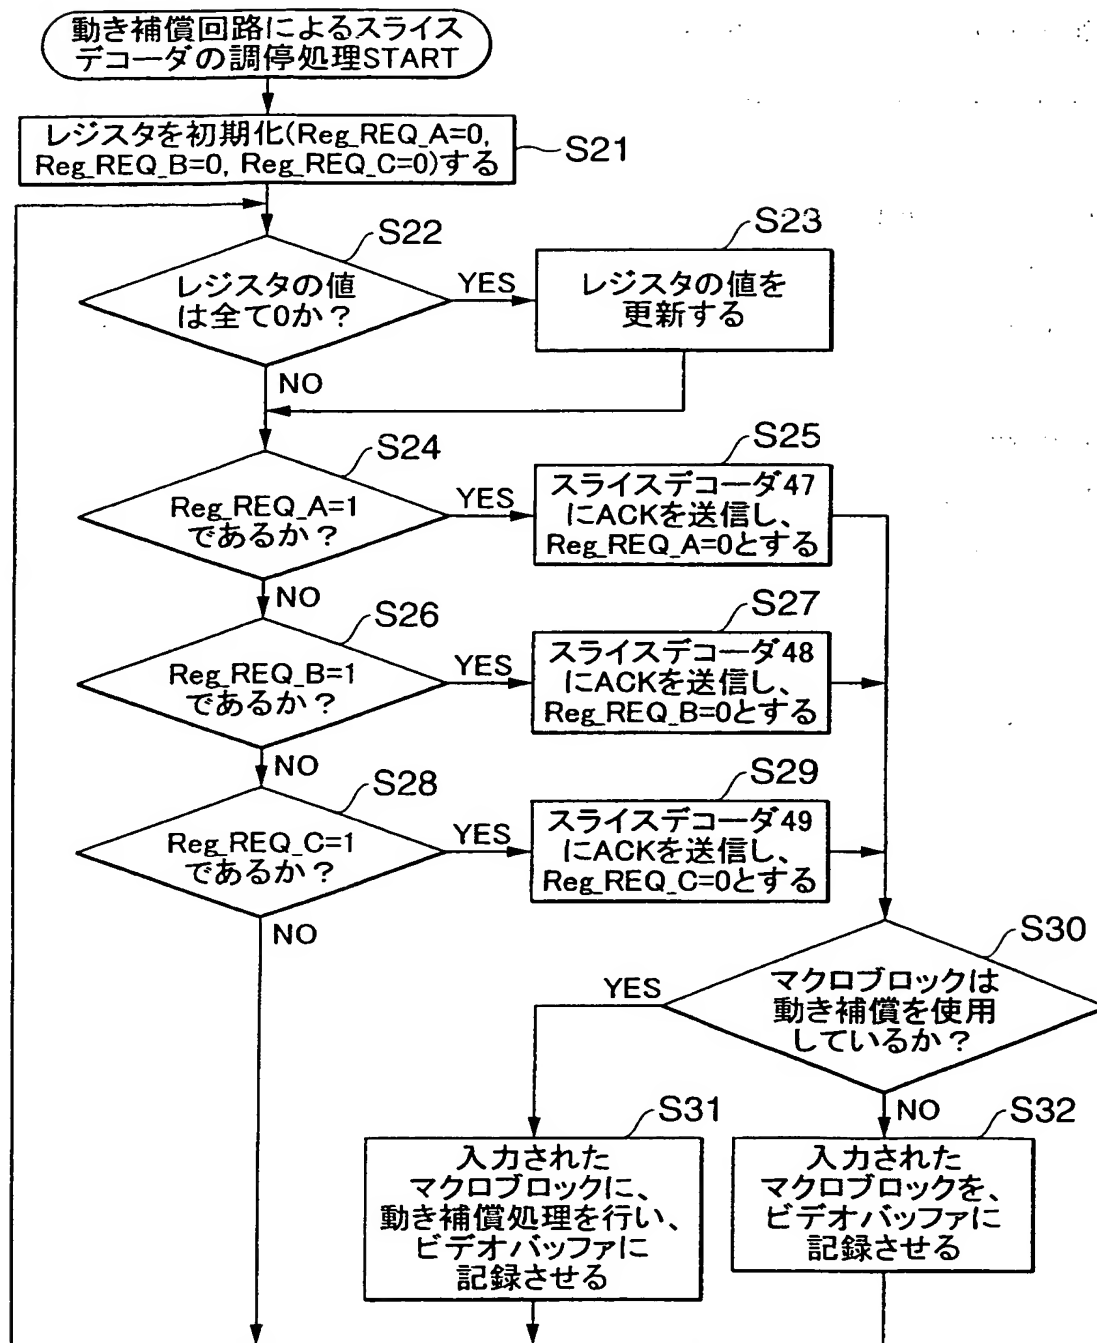 動き補償回路によるスライス
デコーダの調停処理START
レジスタを初期化(Reg_REQ_A=0,
Reg_REQ_B=0, Reg_REQ_C=0)する
S21
S22
レジスタの値
は全て0か？
YES
S23
レジスタの値を
更新する
NO
S24
Reg_REQ_A=1
であるか？
YES
S25
スライスデコーダ47
にACKを送信し、
Reg_REQ_A=0とする
NO
S26
Reg_REQ_B=1
であるか？
YES
S27
スライスデコーダ48
にACKを送信し、
Reg_REQ_B=0とする
NO
S28
Reg_REQ_C=1
であるか？
YES
S29
スライスデコーダ49
にACKを送信し、
Reg_REQ_C=0とする
NO
S30
マクロブロックは
動き補償を使用
しているか？
YES
NO
S31
入力された
マクロブロックに、
動き補償処理を行い、
ビデオバッファに
記録させる
S32
入力された
マクロブロックを、
ビデオバッファに
記録させる